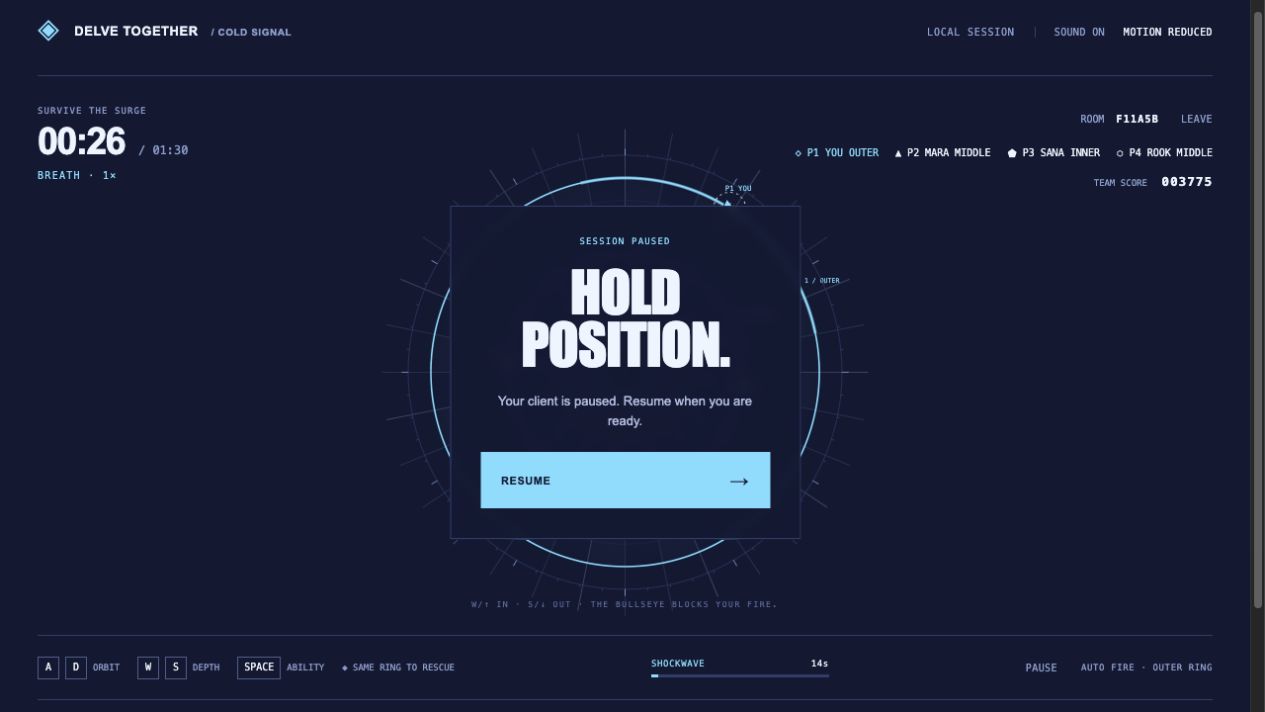 DELVE TOGETHER / COLD SIGNAL
LOCAL SESSION | SOUND ON MOTION REDUCED
SURVIVE THE SURGE
00:26 / 01:30
BREATH · 1×
ROOM F11A5B LEAVE
P1 YOU OUTER P2 MARA MIDDLE P3 SANA INNER P4 ROOK MIDDLE
TEAM SCORE 003775
P1 YOU
SESSION PAUSED
HOLD
POSITION.
Your client is paused. Resume when you are
ready.
RESUME →
1 / OUTER
W/↑ IN · S/↓ OUT · THE BULLSEYE BLOCKS YOUR FIRE.
A D ORBIT W S DEPTH SPACE ABILITY ◆ SAME RING TO RESCUE
SHOCKWAVE 14s
PAUSE AUTO FIRE · OUTER RING